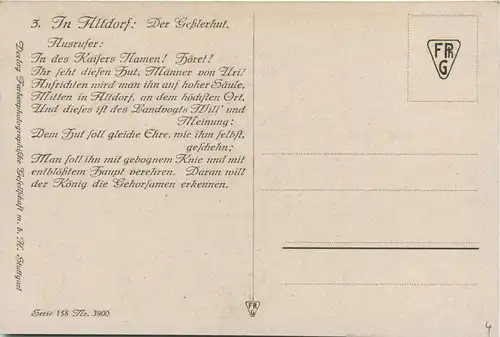 3. In Altdorf: Der Geßlerhut.
Ausrufer:
In des Kaisers Namen! Höret!
Ihr seht diesen Hut, Männer von Uri!
Aufrichten wird man ihn auf hoher Säule,
Mitten in Altdorf, an dem höchsten Ort,
Und dieses ist des Landvogts Will' und
Meinung:
Dem Hut soll gleiche Ehre, wie ihm selbst,
geschehn;
Man soll ihn mit gebognem Knie und mit
entblößtem Haupt verehren. Daran will
der König die Gehorsamen erkennen.
Serie 158 Nr. 3900
Verlag Farbenphotographische Gesellschaft m. b. H. Stuttgart
FPR
G
FPR
G
4